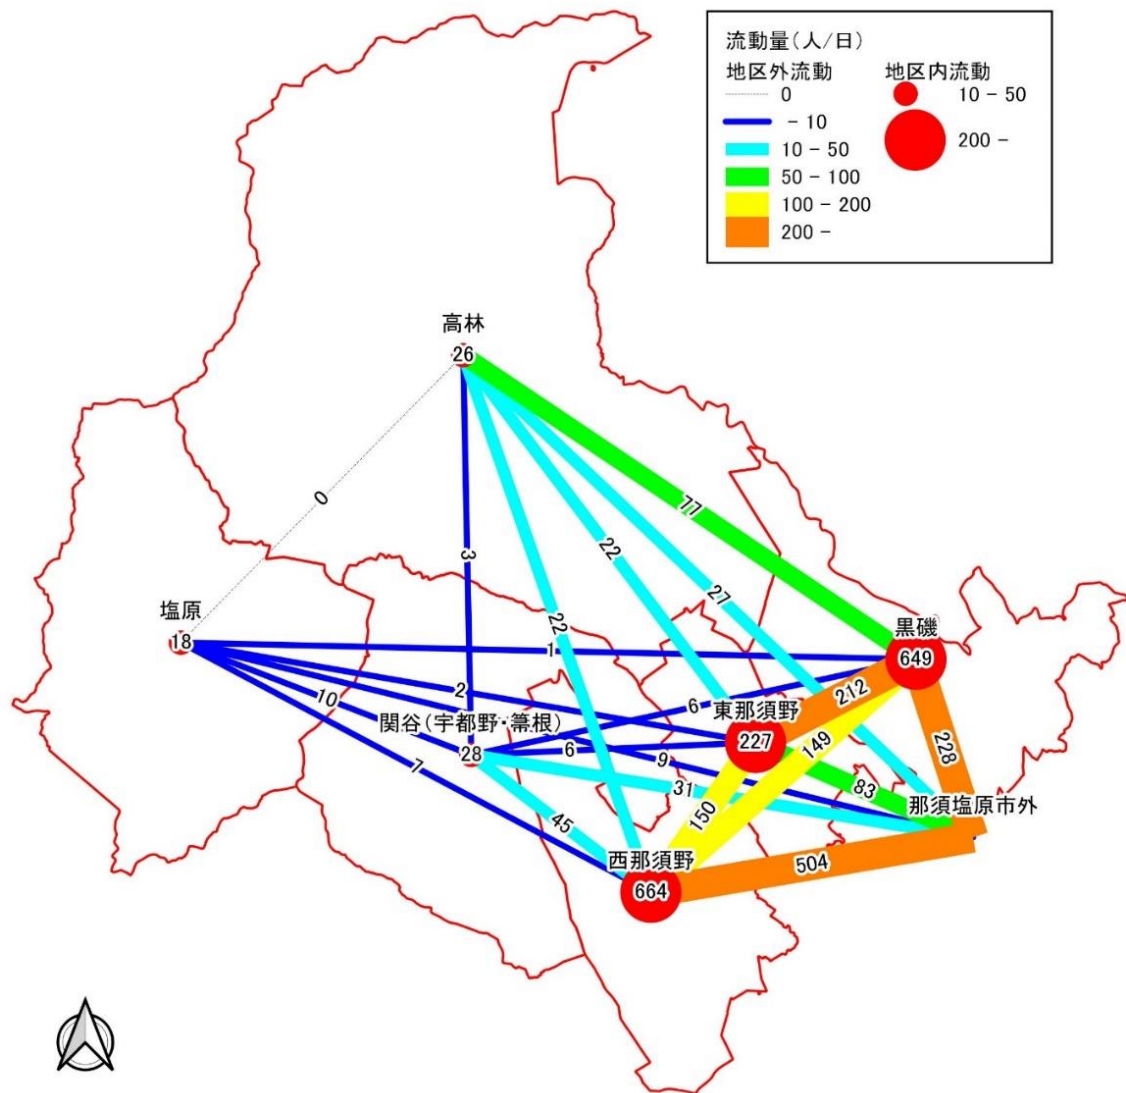 流動量(人/日)
地区外流動
地区内流動
0
- 10
10 - 50
50 - 100
100 - 200
200 -
10 - 50
200 -
高林
26
77
0
3
22
22
27
塩原
18
1
黒磯
649
2
10
関谷(宇都野・箒根)
28
6
6
東那須野
227
212
149
9
7
31
45
150
83
228
那須塩原市外
西那須野
664
504